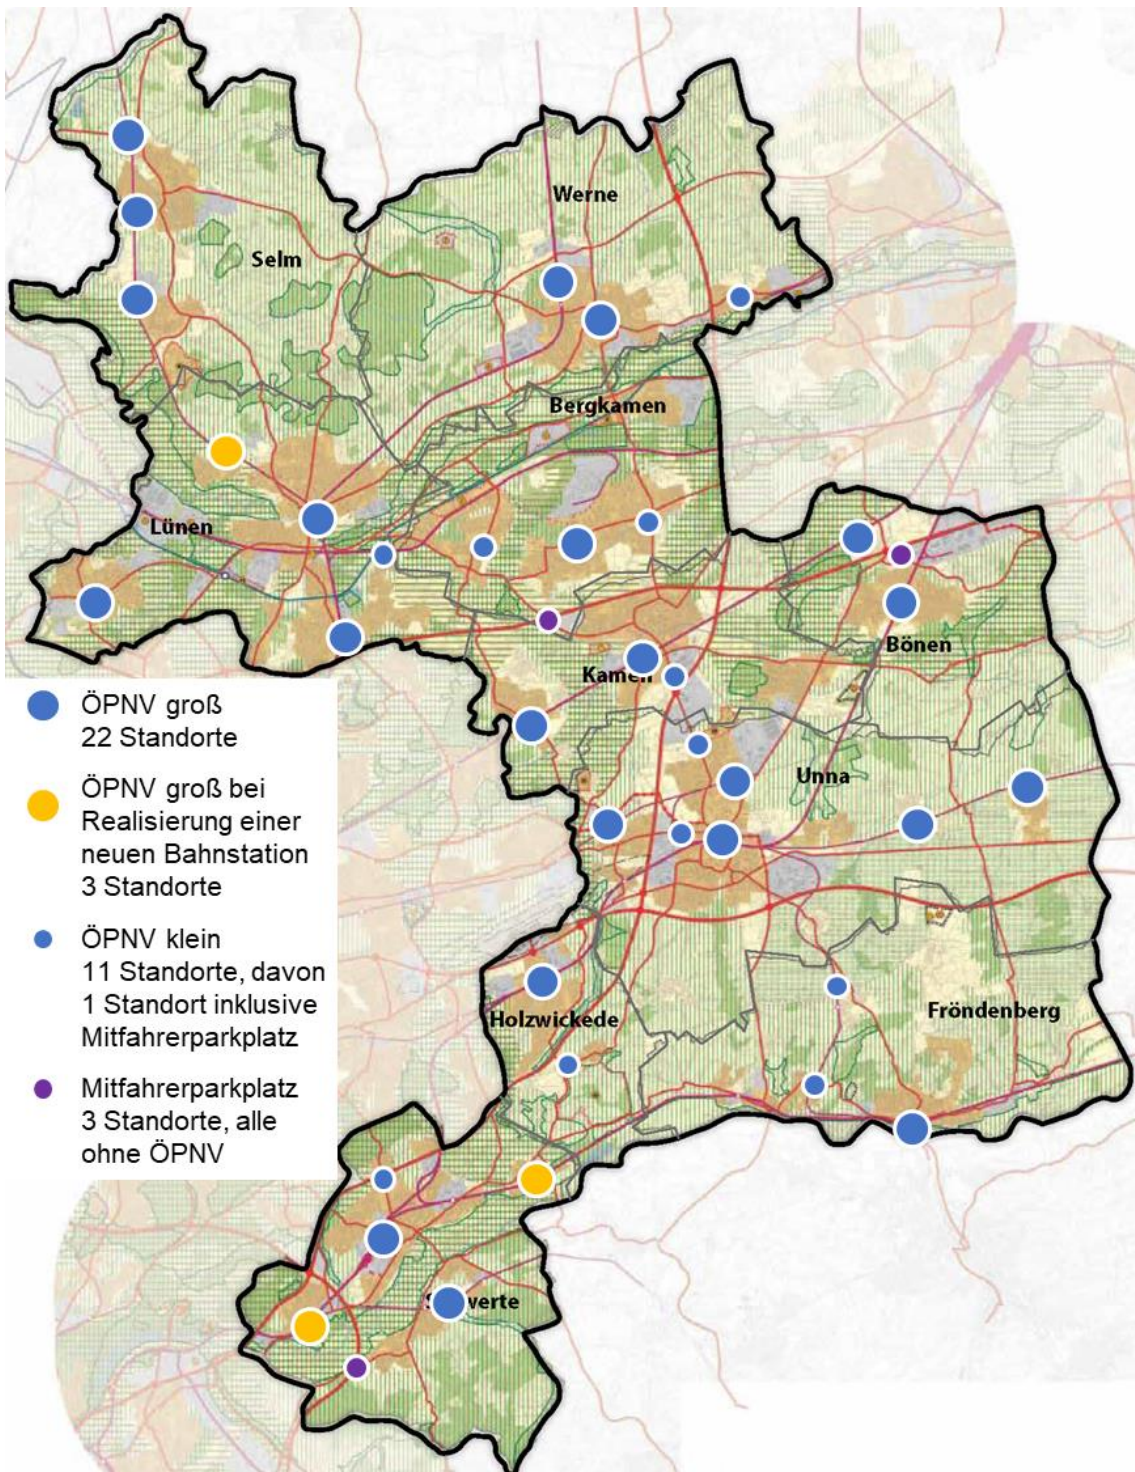 Werne
Selm
Bergkamen
Lünen
Bönen
Kamen
Unna
Holzwickede
Fröndenberg
ÖPNV groß
22 Standorte
ÖPNV groß bei
Realisierung einer
neuen Bahnstation
3 Standorte
ÖPNV klein
11 Standorte, davon
1 Standort inklusive
Mitfahrerparkplatz
Mitfahrerparkplatz
3 Standorte, alle
ohne ÖPNV
Schwerte